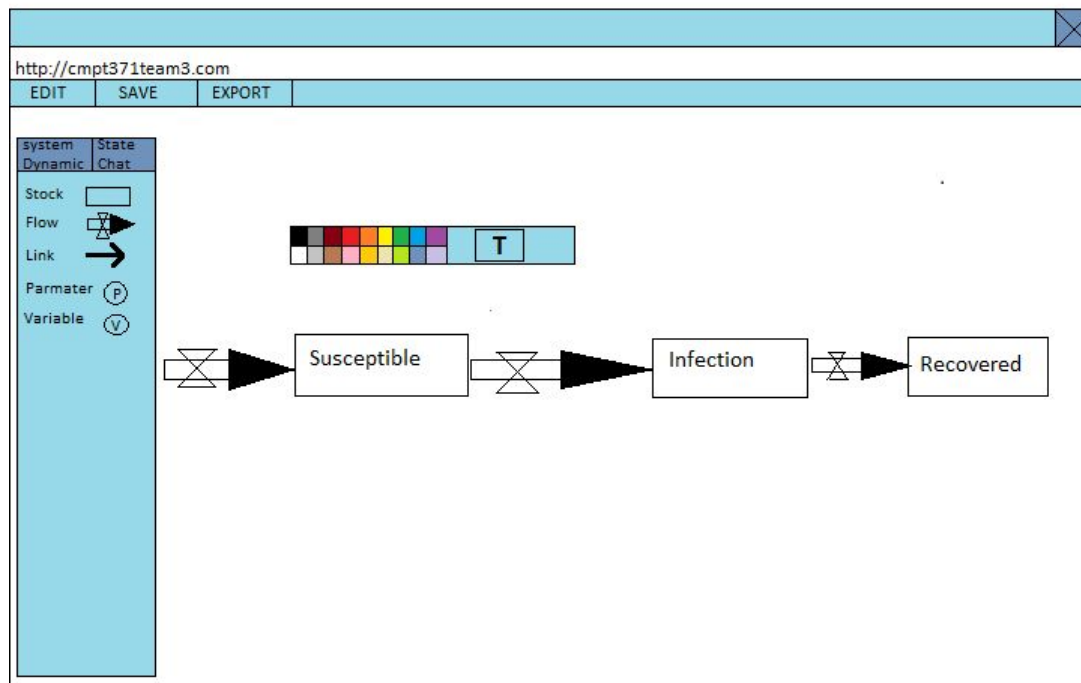 http://cmpt371team3.com
EDIT SAVE EXPORT
system State
Dynamic Chat
Stock
Flow
Link
Parmater P
Variable V
T
Susceptible Infection Recovered